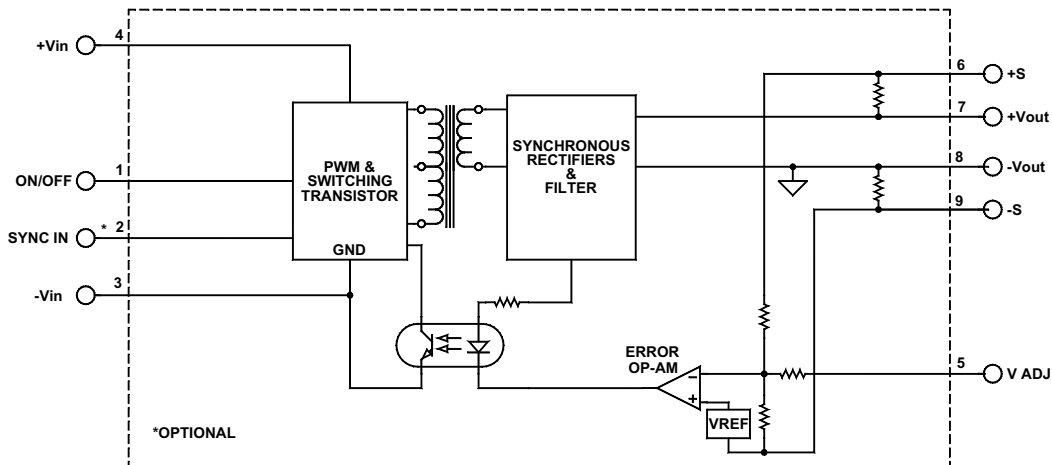 +Vin
4
ON/OFF
1
SYNC IN
* 2
-Vin
3
PWM &
SWITCHING
TRANSISTOR
GND
SYNCHRONOUS
RECTIFIERS
&
FILTER
6
+S
7
+Vout
8
-Vout
9
-S
5
V ADJ
ERROR
OP-AM
−
+
VREF
*OPTIONAL